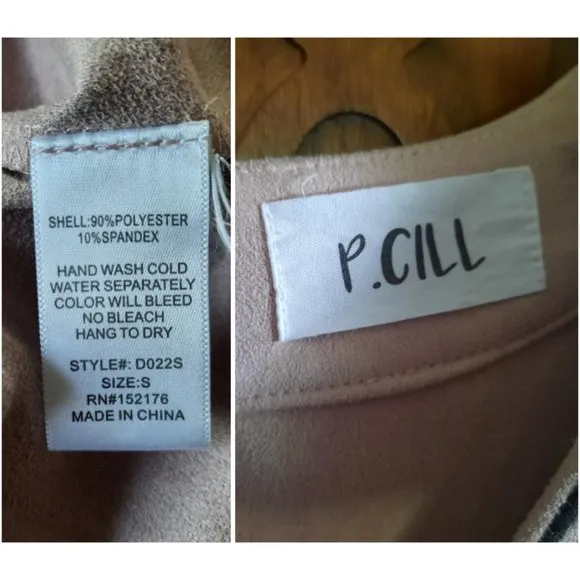 SHELL:90%POLYESTER
10%SPANDEX
HAND WASH COLD
WATER SEPARATELY
COLOR WILL BLEED
NO BLEACH
HANG TO DRY
STYLE#: D022S
SIZE:S
RN#152176
MADE IN CHINA
P.CILL